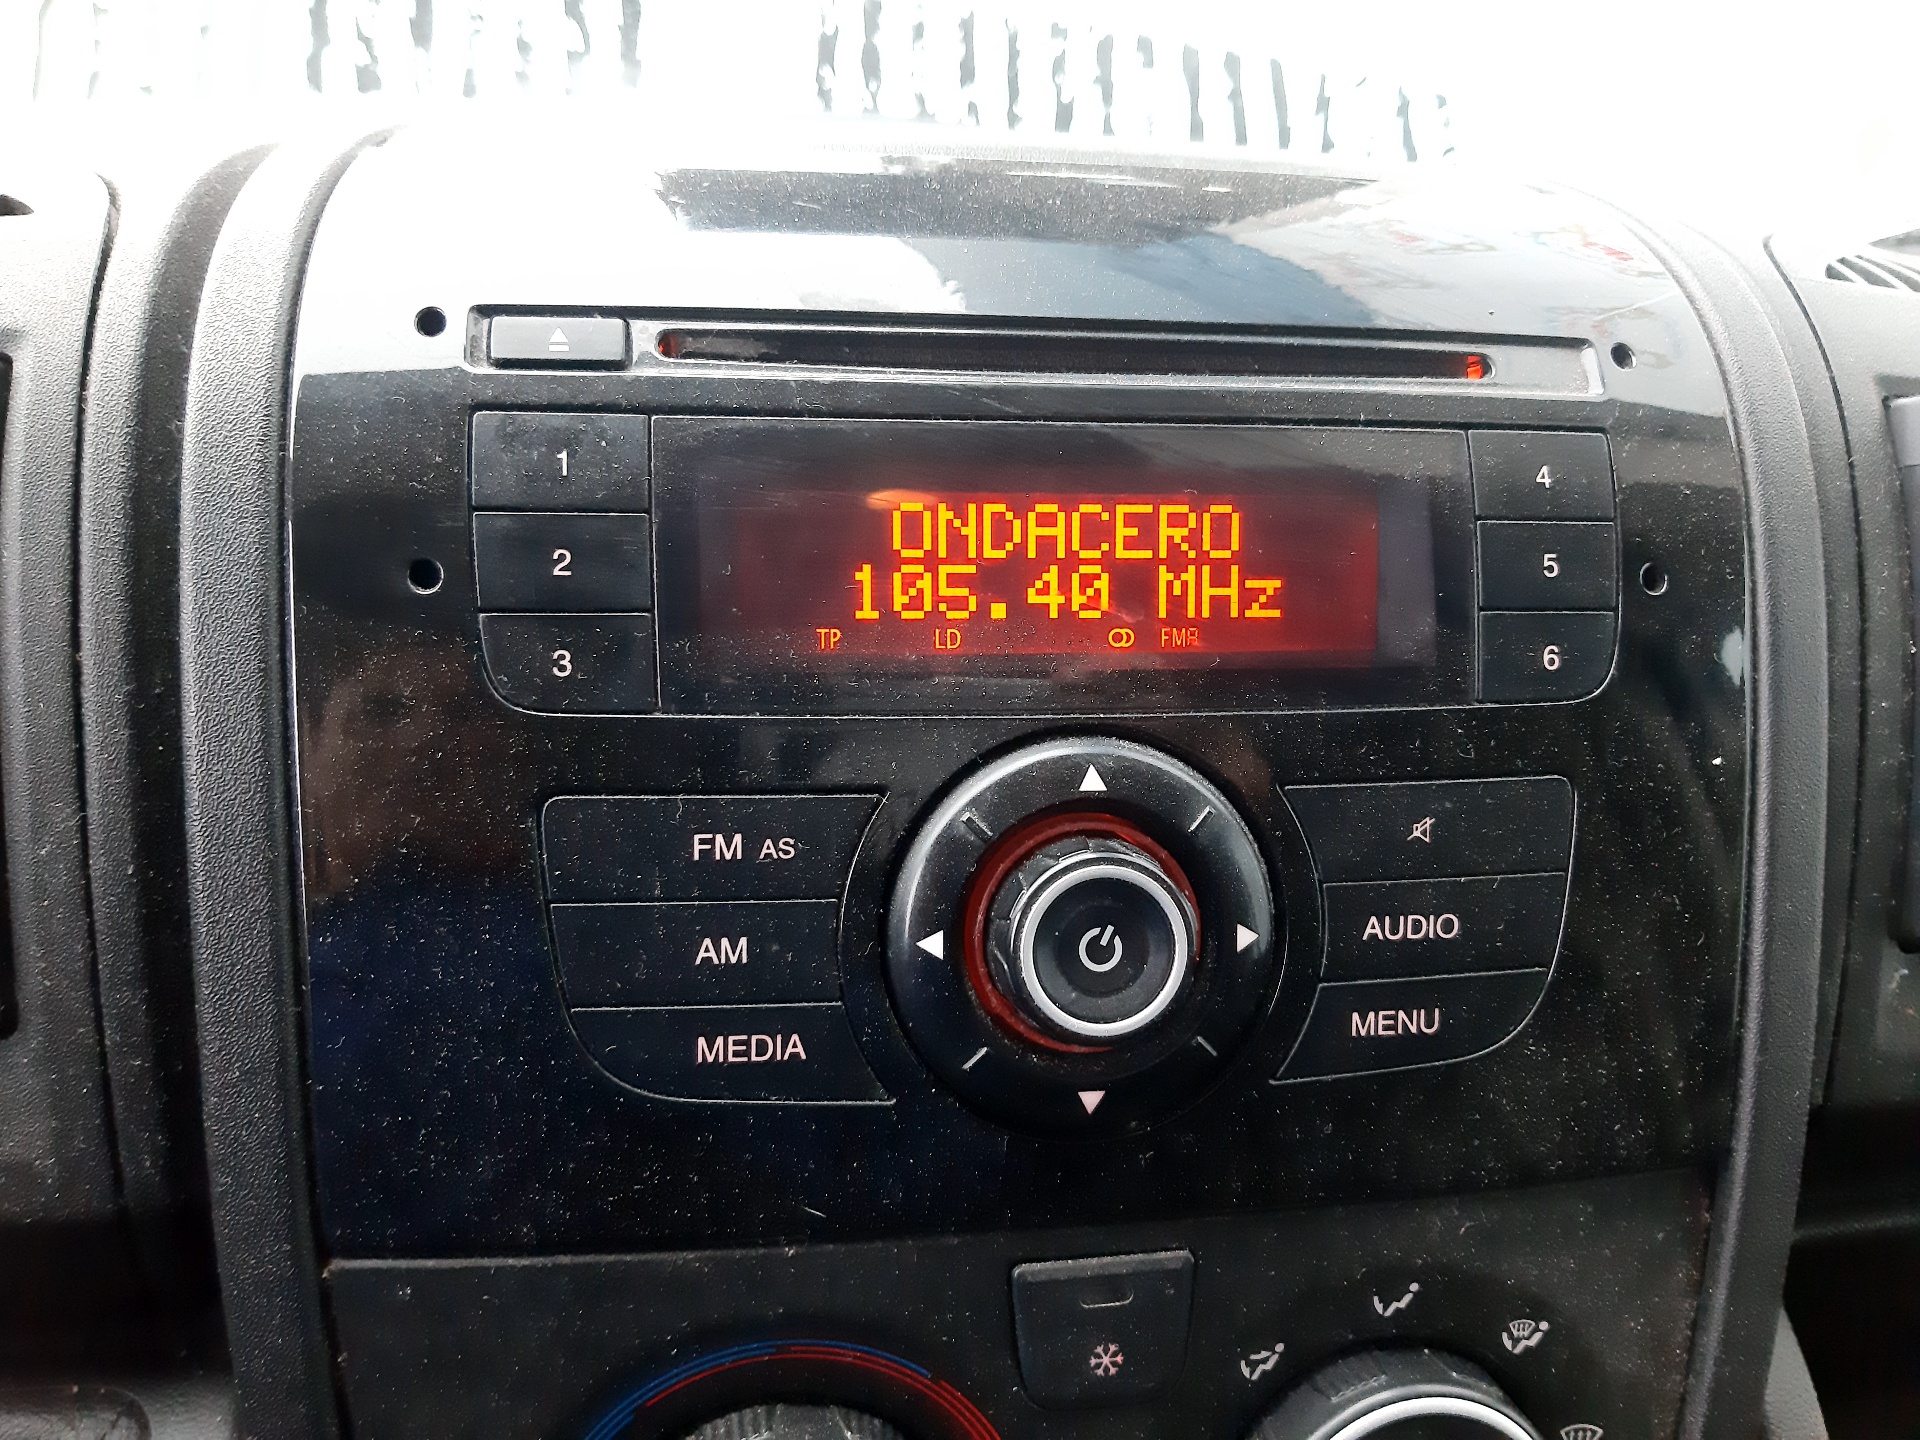 1
2
3
ONDACERO
105.40 MHz
TP LD
4
5
6
FM AS
AM
MEDIA
AUDIO
MENU